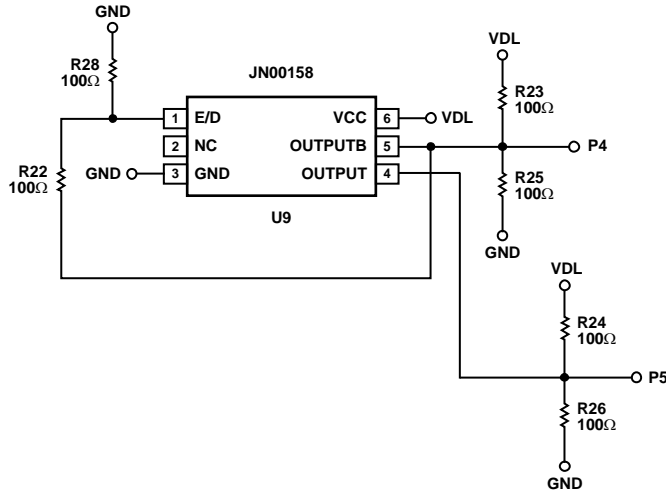 GND
R28
100Ω
JN00158
VDL
R23
100Ω
1
E/D
VCC
6
VDL
2
NC
OUTPUTB
5
P4
GND
3
GND
OUTPUT
4
R22
100Ω
R25
100Ω
U9
GND
VDL
R24
100Ω
P5
R26
100Ω
GND